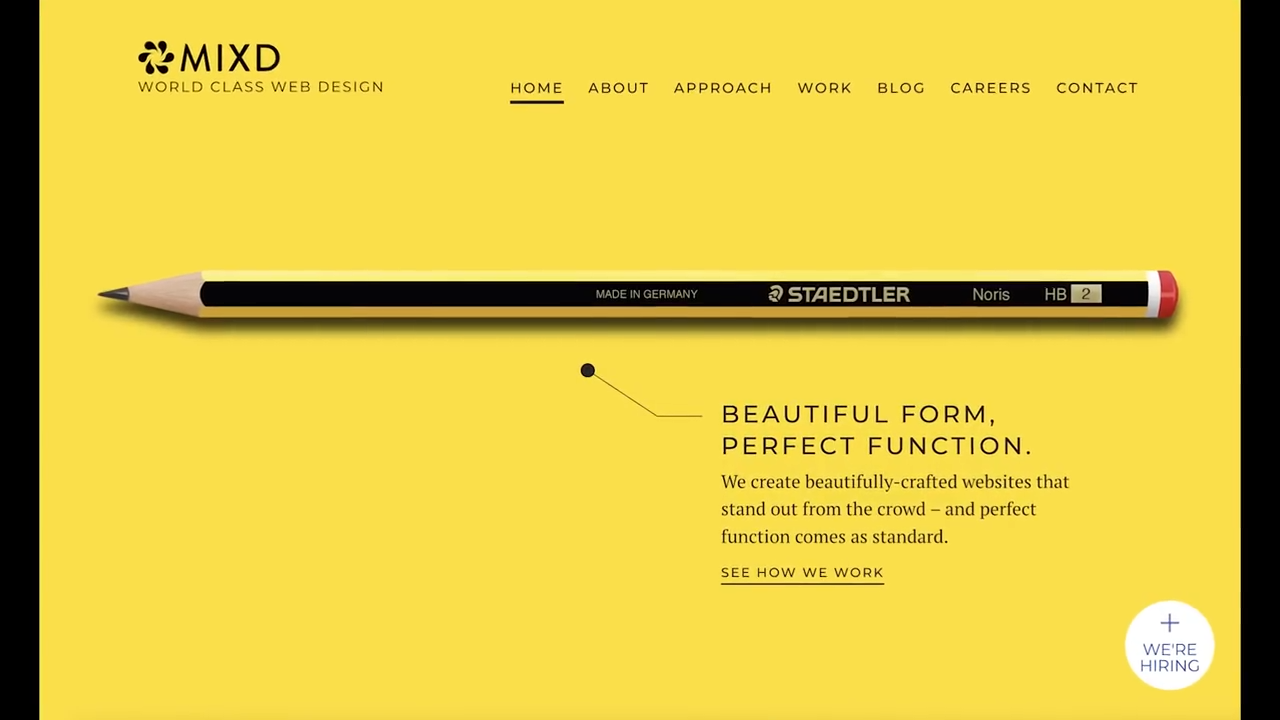 MIXD
WORLD CLASS WEB DESIGN
HOME ABOUT APPROACH WORK BLOG CAREERS CONTACT
MADE IN GERMANY STAEDTLER Noris HB 2
BEAUTIFUL FORM,
PERFECT FUNCTION.
We create beautifully-crafted websites that
stand out from the crowd – and perfect
function comes as standard.
SEE HOW WE WORK
WE'RE
HIRING